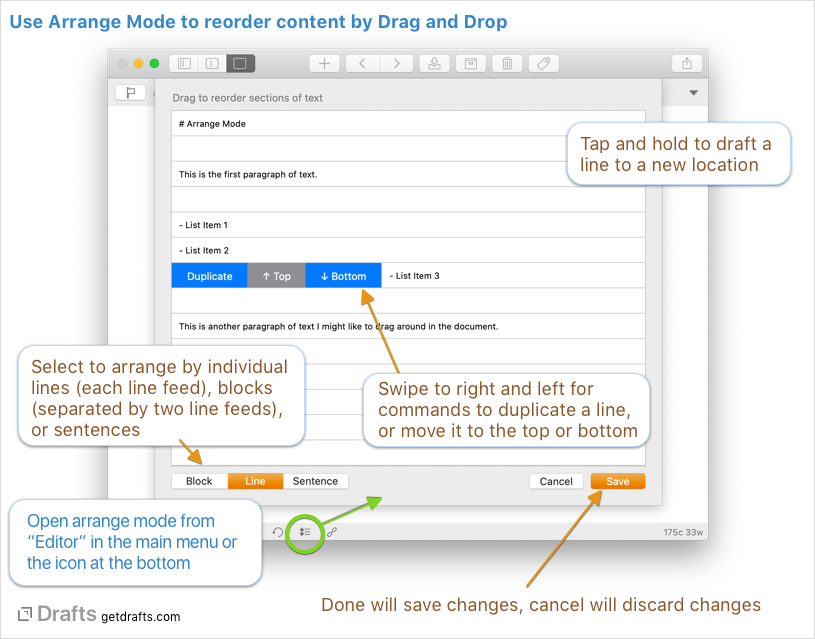 Use Arrange Mode to reorder content by Drag and Drop
Drag to reorder sections of text
# Arrange Mode
Tap and hold to draft a
line to a new location
This is the first paragraph of text.
- List Item 1
- List Item 2
Duplicate ↑ Top ↓ Bottom - List Item 3
This is another paragraph of text I might like to drag around in the document.
Select to arrange by individual
lines (each line feed), blocks
(separated by two line feeds),
or sentences
Swipe to right and left for
commands to duplicate a line,
or move it to the top or bottom
Block Line Sentence Cancel Save
Open arrange mode from
“Editor” in the main menu or
the icon at the bottom
175c 33w
Done will save changes, cancel will discard changes
Drafts getdrafts.com